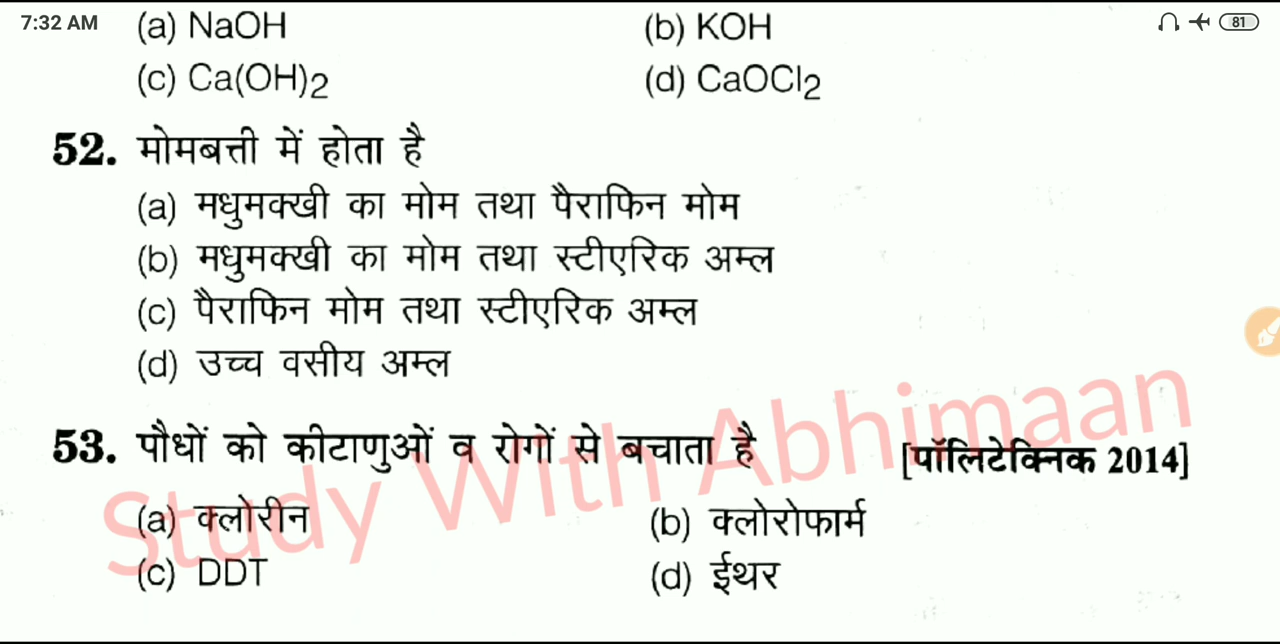 7:32 AM
81
(a) NaOH (b) KOH
(c) Ca(OH)2 (d) CaOCl2
52. मोमबत्ती में होता है
(a) मधुमक्खी का मोम तथा पैराफिन मोम
(b) मधुमक्खी का मोम तथा स्टीएरिक अम्ल
(c) पैराफिन मोम तथा स्टीएरिक अम्ल
(d) उच्च वसीय अम्ल
53. पौधों को कीटाणुओं व रोगों से बचाता है [पॉलिटेक्निक 2014]
(a) क्लोरीन (b) क्लोरोफार्म
(c) DDT (d) ईथर
Study With Abhimaan